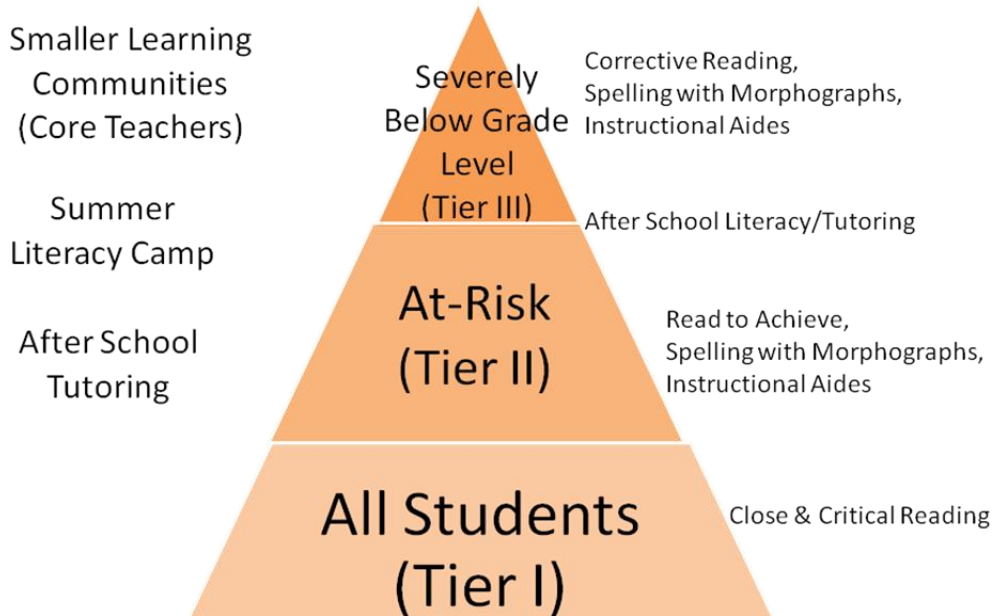 Smaller Learning
Communities
(Core Teachers)
Summer
Literacy Camp
After School
Tutoring
Severely
Below Grade
Level
(Tier III)
At-Risk
(Tier II)
All Students
(Tier I)
Corrective Reading,
Spelling with Morphographs,
Instructional Aides
After School Literacy/Tutoring
Read to Achieve,
Spelling with Morphographs,
Instructional Aides
Close & Critical Reading